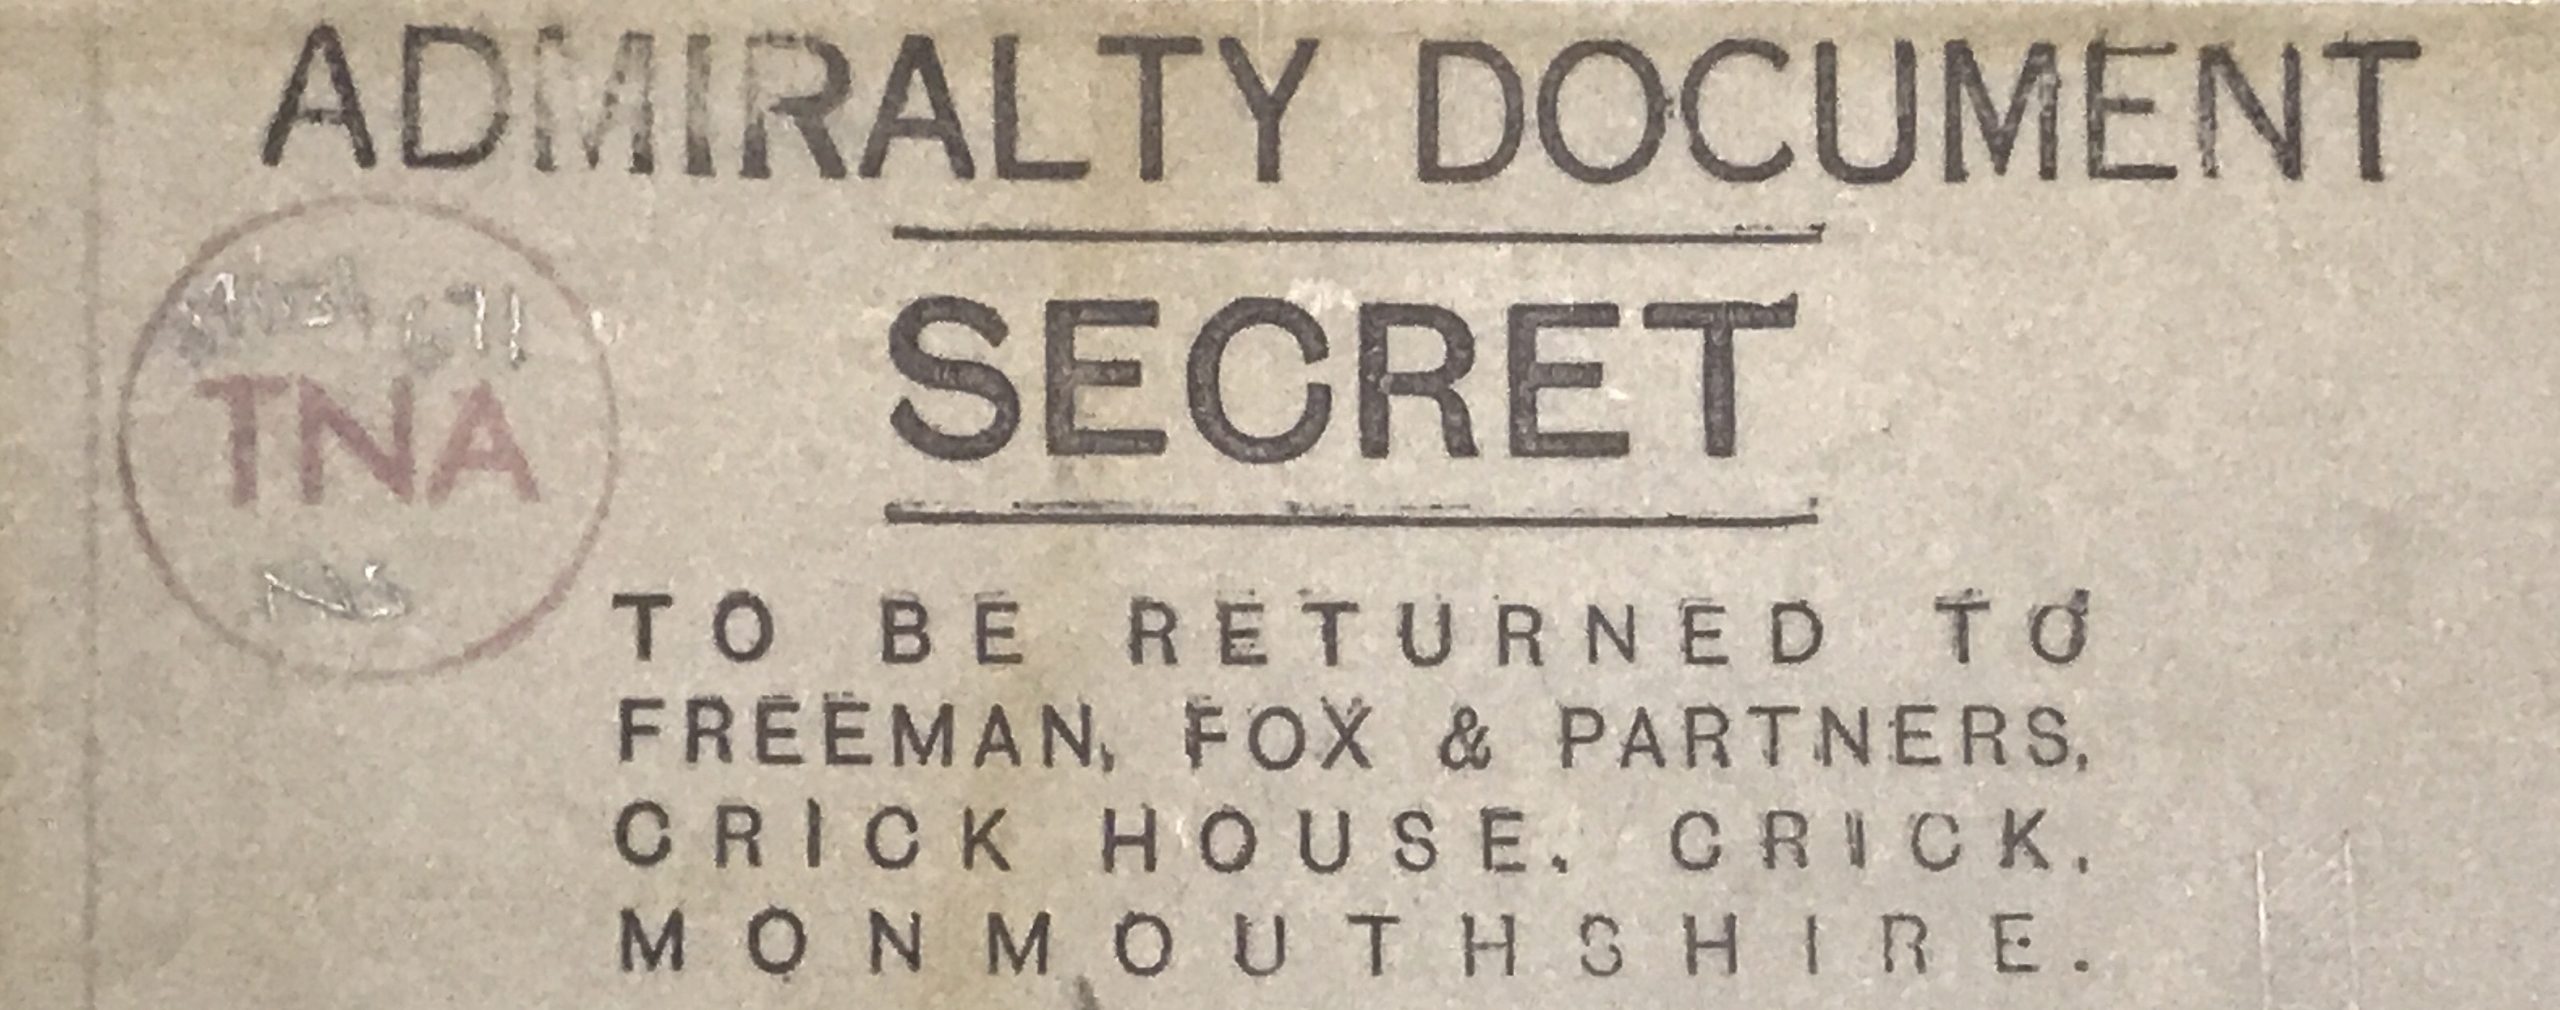 ADMIRALTY DOCUMENT
SECRET
TNA
TO BE RETURNED TO
FREEMAN, FOX & PARTNERS,
CRICK HOUSE, CRICK,
MONMOUTHSHIRE.